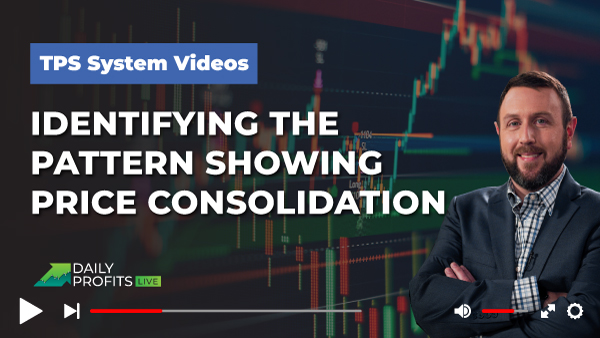 TPS System Videos
IDENTIFYING THE
PATTERN SHOWING
PRICE CONSOLIDATION
DAILY
PROFITS LIVE